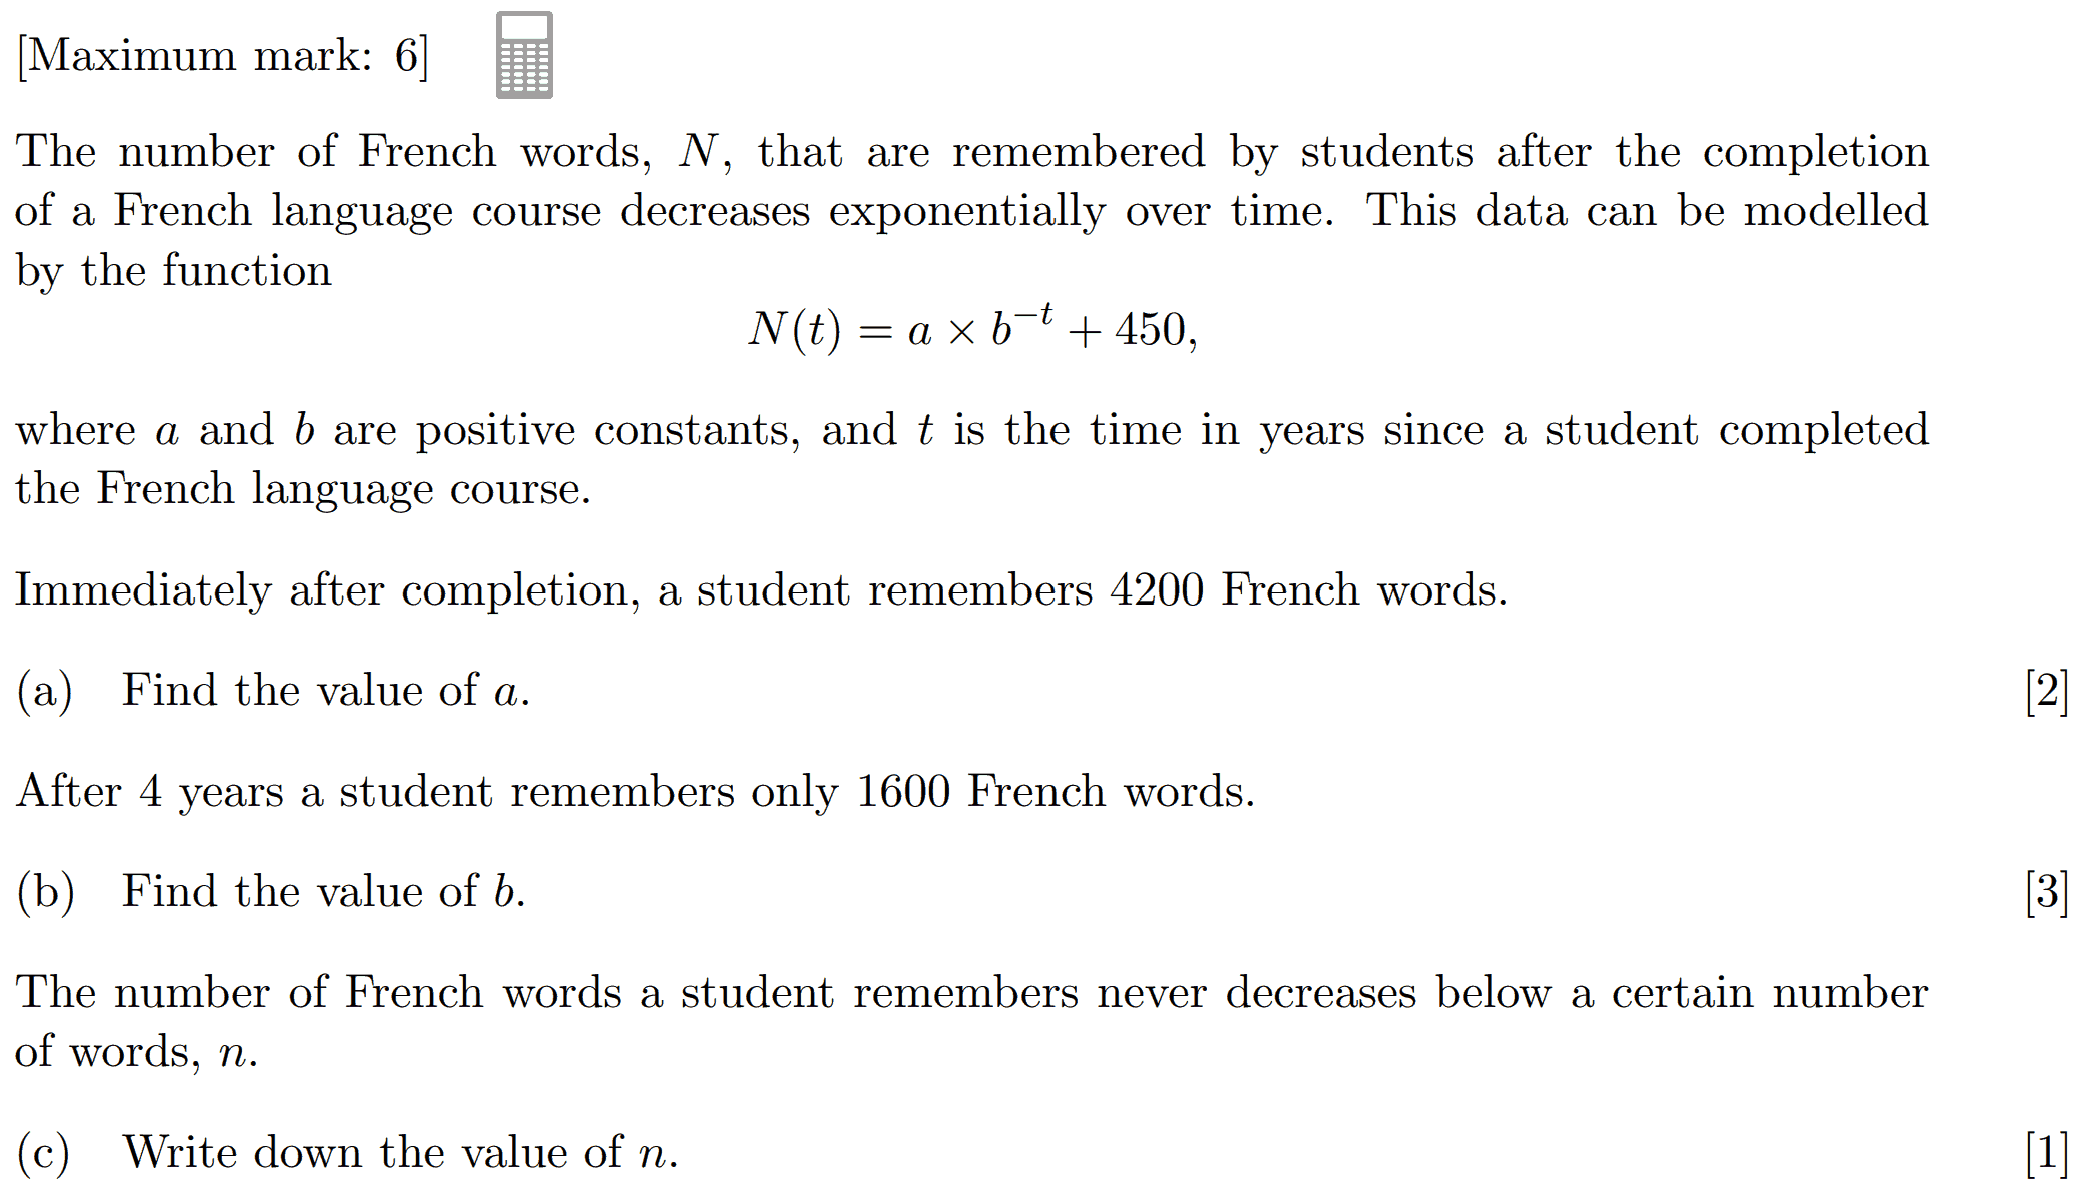 [Maximum mark: 6]
The number of French words, N, that are remembered by students after the completion
of a French language course decreases exponentially over time. This data can be modelled
by the function
N(t) = a × b^{-t} + 450,
where a and b are positive constants, and t is the time in years since a student completed
the French language course.
Immediately after completion, a student remembers 4200 French words.
(a) Find the value of a. [2]
After 4 years a student remembers only 1600 French words.
(b) Find the value of b. [3]
The number of French words a student remembers never decreases below a certain number
of words, n.
(c) Write down the value of n. [1]